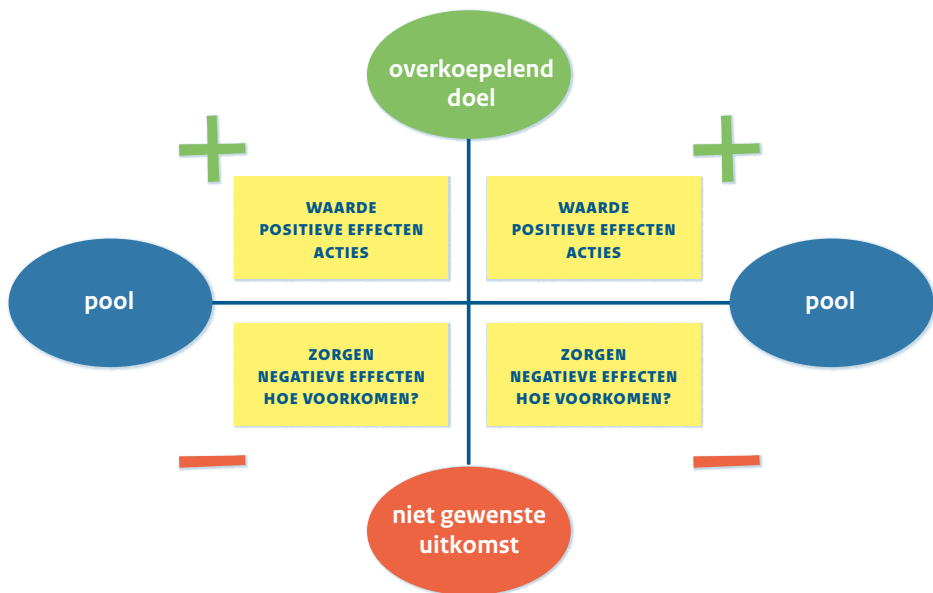 overkoepelend
doel
WAARDE
POSITIEVE EFFECTEN
ACTIES
WAARDE
POSITIEVE EFFECTEN
ACTIES
pool
pool
ZORGEN
NEGATIEVE EFFECTEN
HOE VOORKOMEN?
ZORGEN
NEGATIEVE EFFECTEN
HOE VOORKOMEN?
niet gewenste
uitkomst